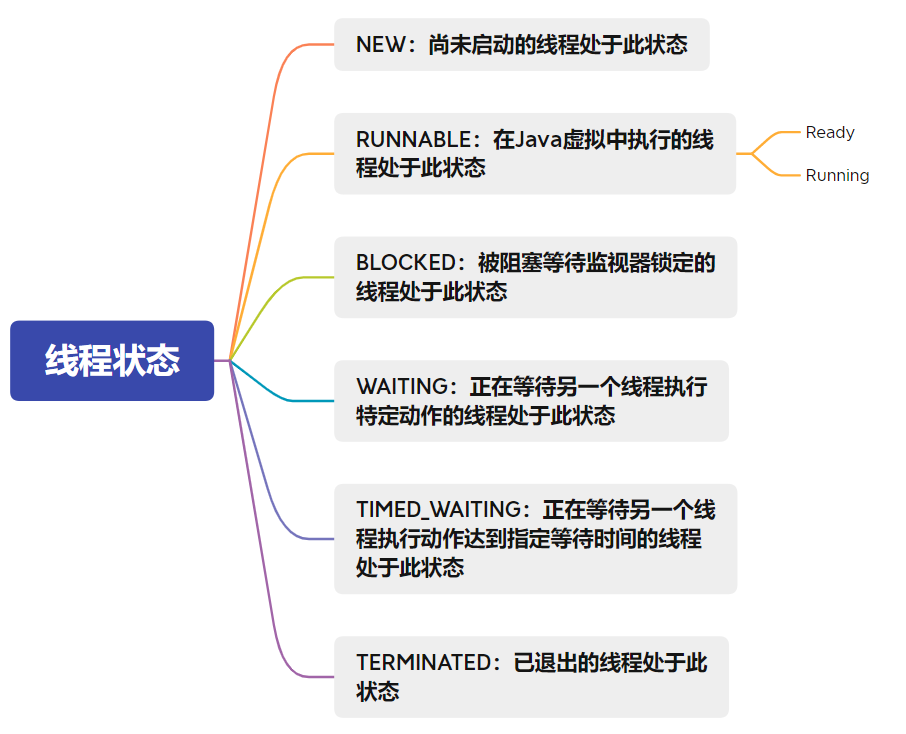 线程状态
NEW：尚未启动的线程处于此状态
RUNNABLE：在Java虚拟中执行的线
程处于此状态
Ready
Running
BLOCKED：被阻塞等待监视器锁定的
线程处于此状态
WAITING：正在等待另一个线程执行
特定动作的线程处于此状态
TIMED_WAITING：正在等待另一个线
程执行动作达到指定等待时间的线程
处于此状态
TERMINATED：已退出的线程处于此
状态